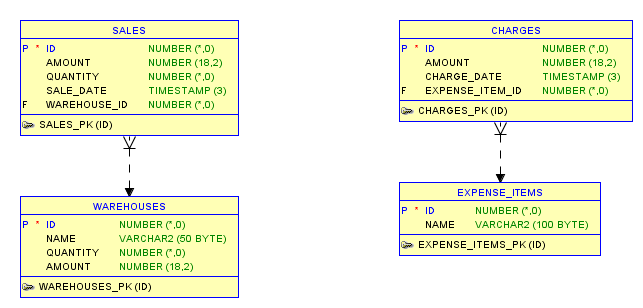 SALES
P * ID NUMBER (*,0)
AMOUNT NUMBER (18,2)
QUANTITY NUMBER (*,0)
SALE_DATE TIMESTAMP (3)
F WAREHOUSE_ID NUMBER (*,0)
SALES_PK (ID)
WAREHOUSES
P * ID NUMBER (*,0)
NAME VARCHAR2 (50 BYTE)
QUANTITY NUMBER (*,0)
AMOUNT NUMBER (18,2)
WAREHOUSES_PK (ID)
CHARGES
P * ID NUMBER (*,0)
AMOUNT NUMBER (18,2)
CHARGE_DATE TIMESTAMP (3)
F EXPENSE_ITEM_ID NUMBER (*,0)
CHARGES_PK (ID)
EXPENSE_ITEMS
P * ID NUMBER (*,0)
NAME VARCHAR2 (100 BYTE)
EXPENSE_ITEMS_PK (ID)